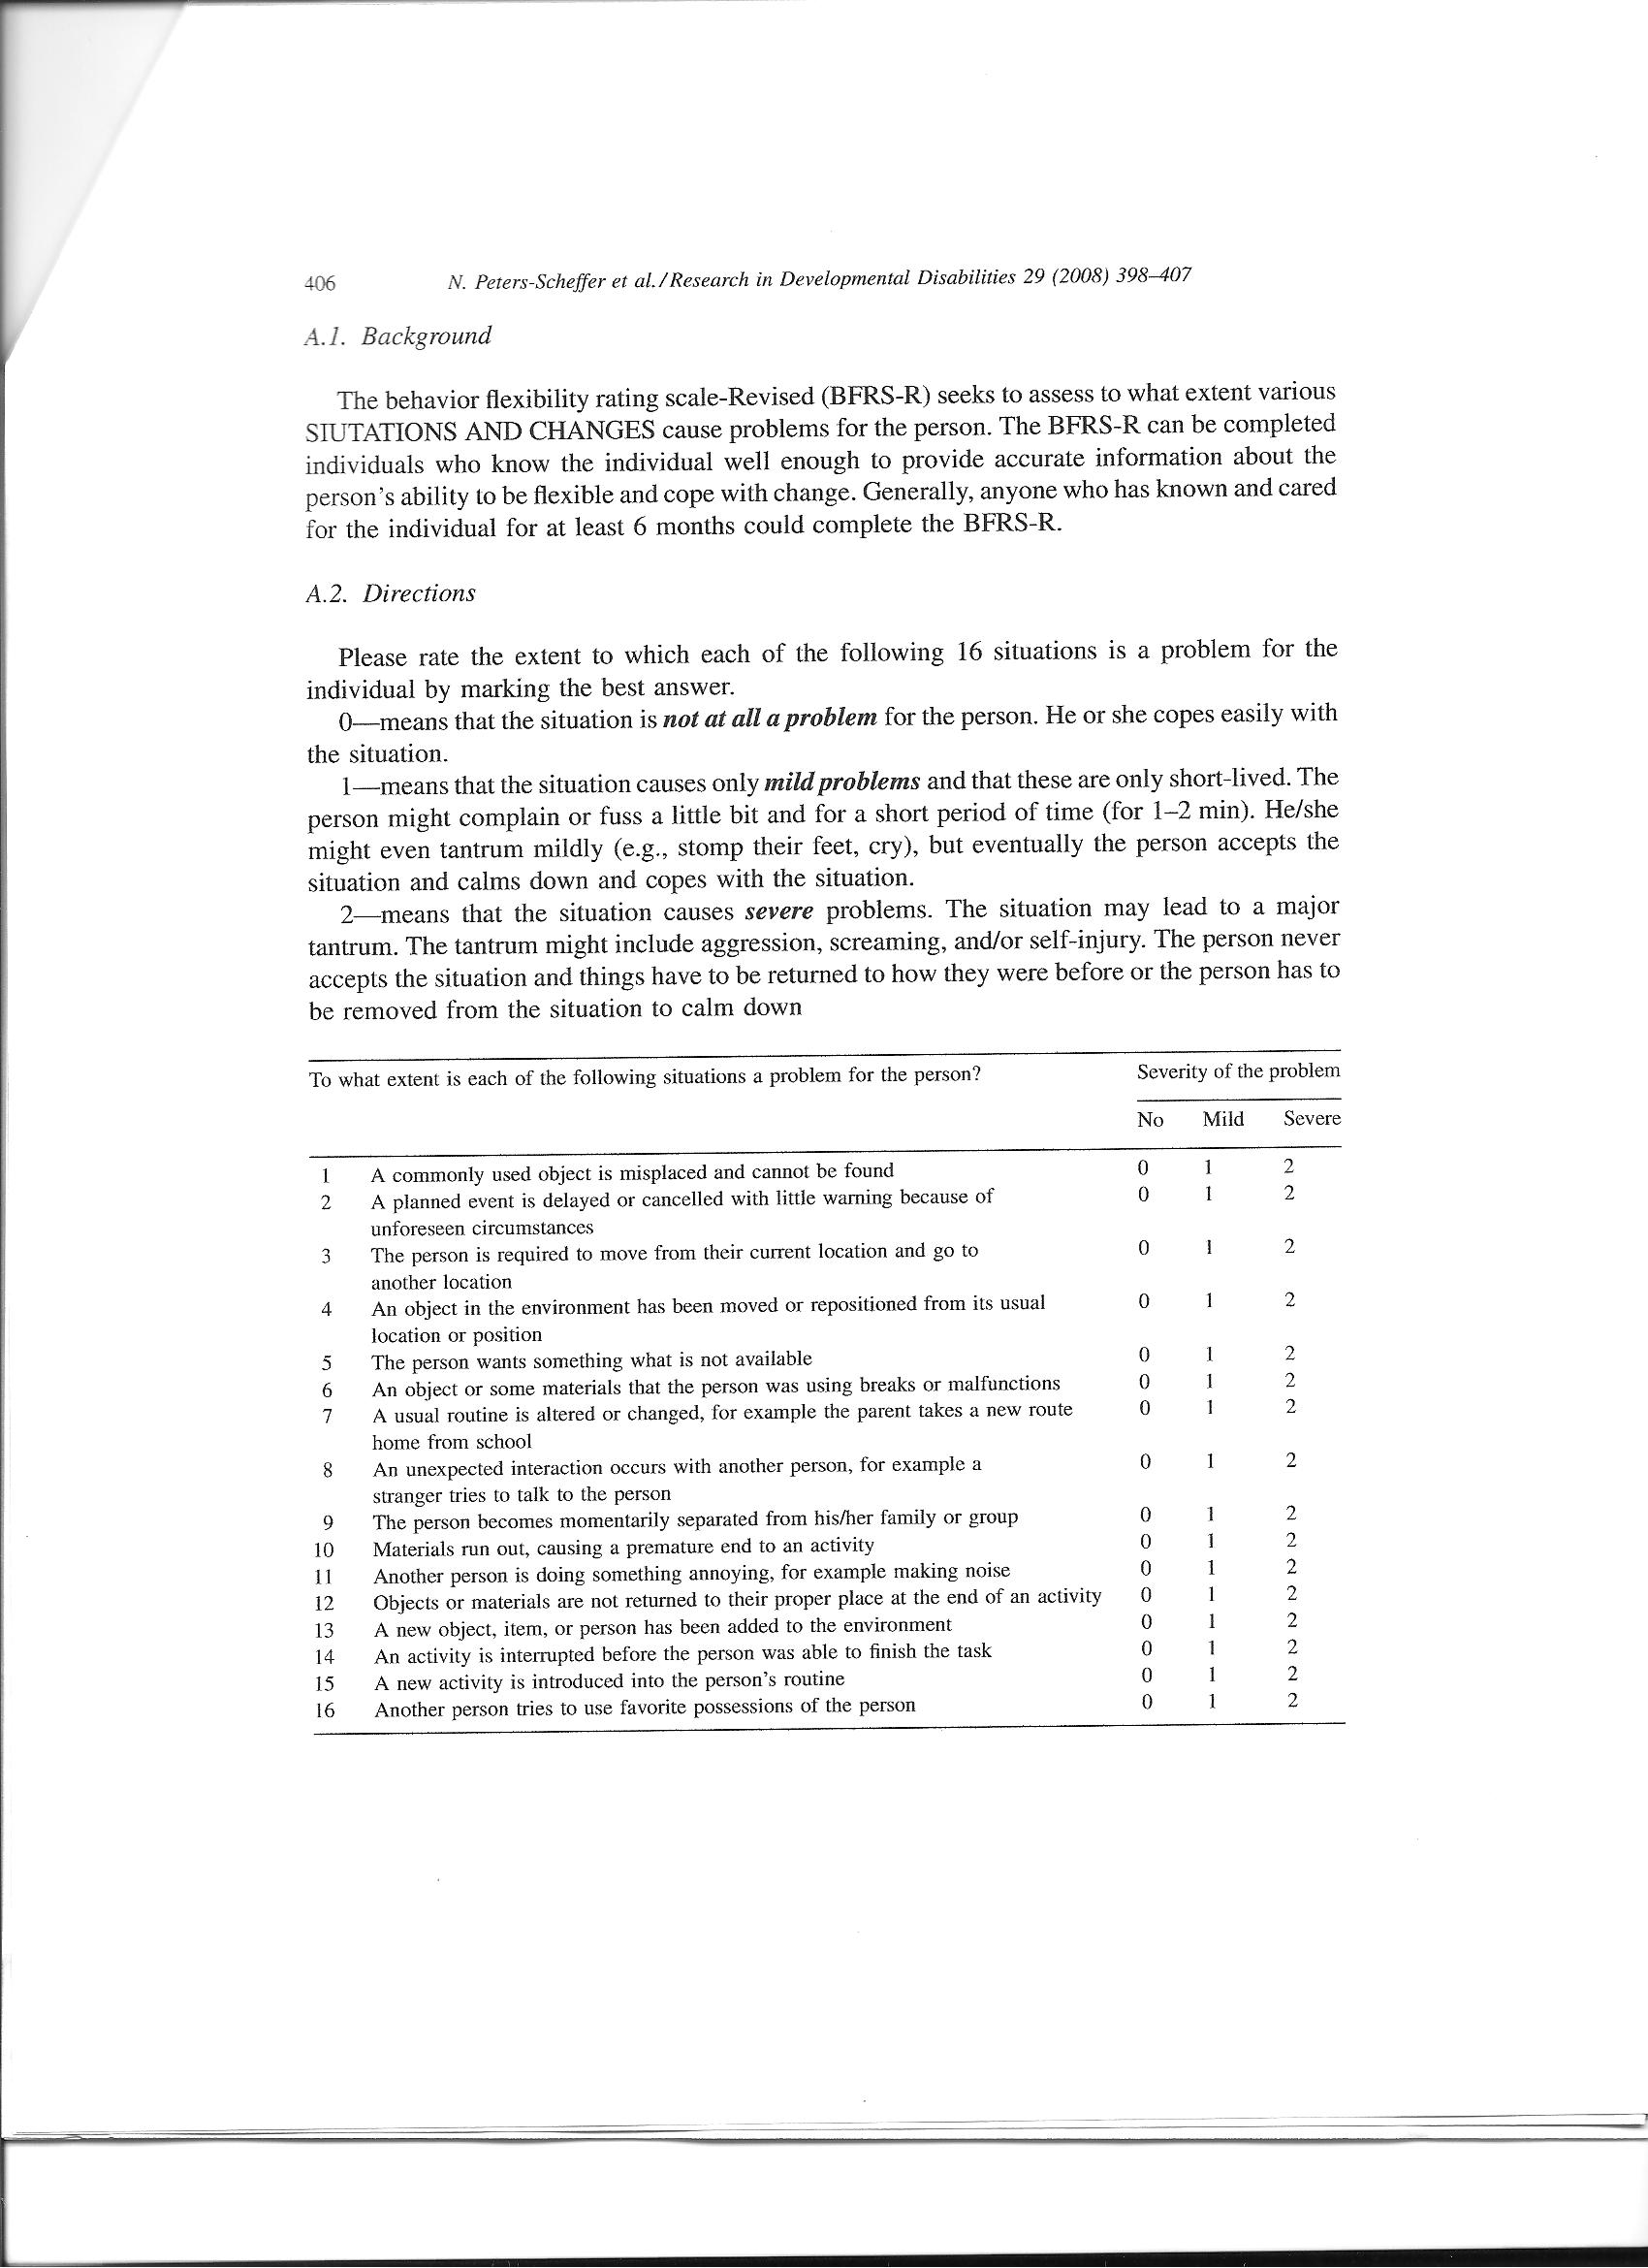 406 N. Peters-Scheffer et al. / Research in Developmental Disabilities 29 (2008) 398–407
A.1. Background
The behavior flexibility rating scale-Revised (BFRS-R) seeks to assess to what extent various
SIUTATIONS AND CHANGES cause problems for the person. The BFRS-R can be completed
individuals who know the individual well enough to provide accurate information about the
person's ability to be flexible and cope with change. Generally, anyone who has known and cared
for the individual for at least 6 months could complete the BFRS-R.
A.2. Directions
Please rate the extent to which each of the following 16 situations is a problem for the
individual by marking the best answer.
0—means that the situation is not at all a problem for the person. He or she copes easily with
the situation.
1—means that the situation causes only mild problems and that these are only short-lived. The
person might complain or fuss a little bit and for a short period of time (for 1–2 min). He/she
might even tantrum mildly (e.g., stomp their feet, cry), but eventually the person accepts the
situation and calms down and copes with the situation.
2—means that the situation causes severe problems. The situation may lead to a major
tantrum. The tantrum might include aggression, screaming, and/or self-injury. The person never
accepts the situation and things have to be returned to how they were before or the person has to
be removed from the situation to calm down
To what extent is each of the following situations a problem for the person? Severity of the problem
No Mild Severe
1 A commonly used object is misplaced and cannot be found 0 1 2
2 A planned event is delayed or cancelled with little warning because of 0 1 2
unforeseen circumstances
3 The person is required to move from their current location and go to 0 1 2
another location
4 An object in the environment has been moved or repositioned from its usual 0 1 2
location or position
5 The person wants something what is not available 0 1 2
6 An object or some materials that the person was using breaks or malfunctions 0 1 2
7 A usual routine is altered or changed, for example the parent takes a new route 0 1 2
home from school
8 An unexpected interaction occurs with another person, for example a 0 1 2
stranger tries to talk to the person
9 The person becomes momentarily separated from his/her family or group 0 1 2
10 Materials run out, causing a premature end to an activity 0 1 2
11 Another person is doing something annoying, for example making noise 0 1 2
12 Objects or materials are not returned to their proper place at the end of an activity 0 1 2
13 A new object, item, or person has been added to the environment 0 1 2
14 An activity is interrupted before the person was able to finish the task 0 1 2
15 A new activity is introduced into the person's routine 0 1 2
16 Another person tries to use favorite possessions of the person 0 1 2